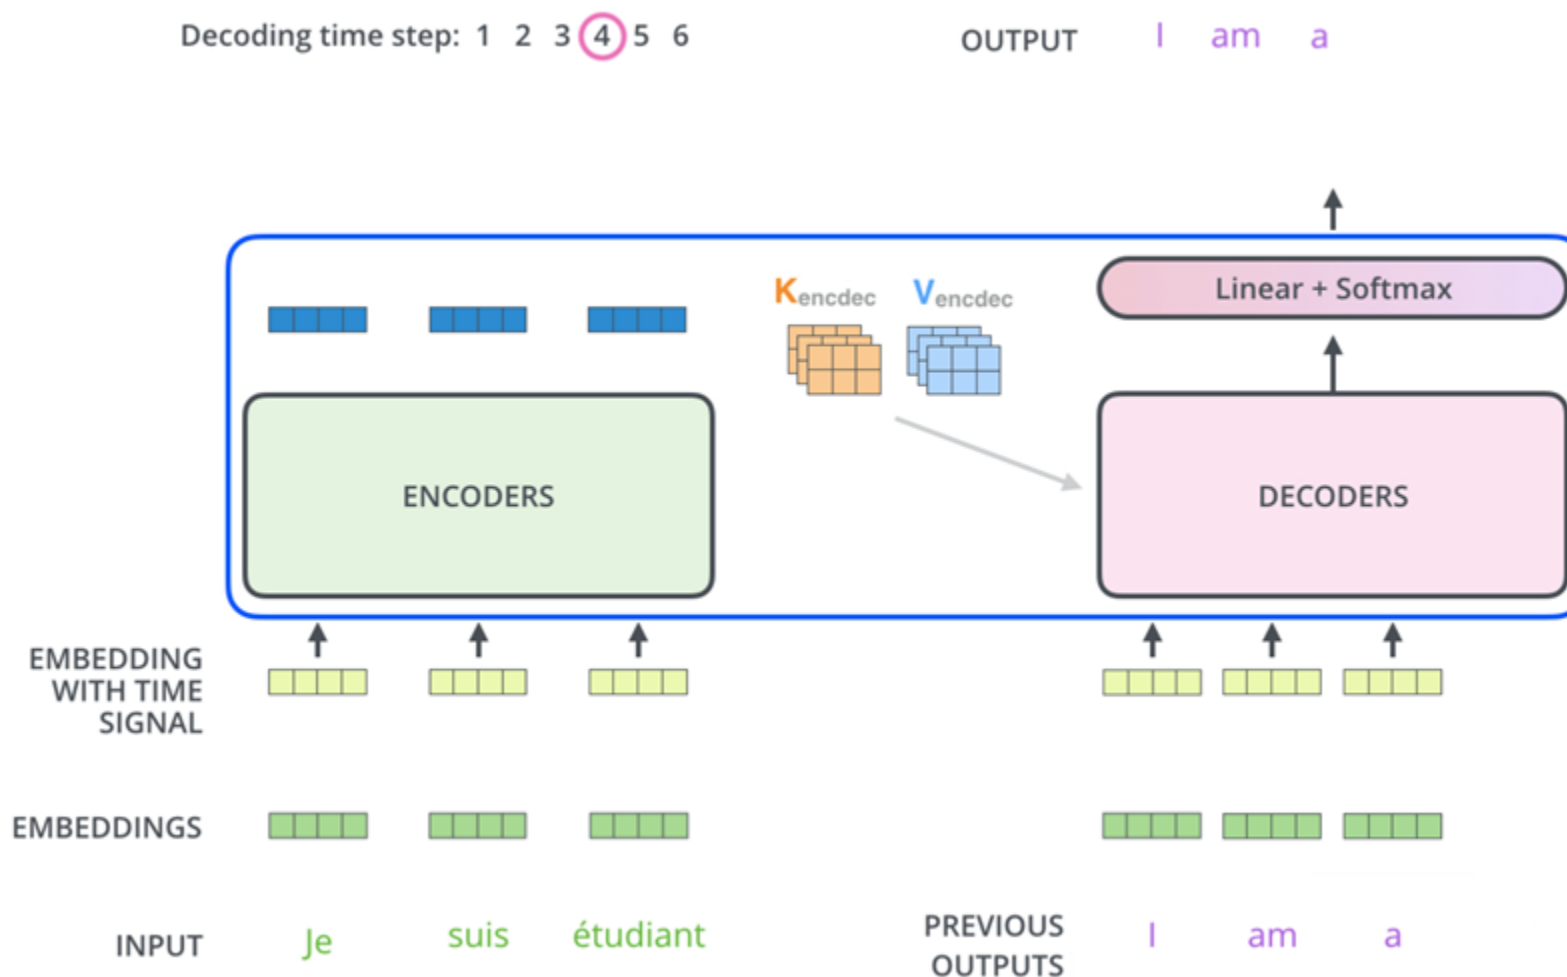 Decoding time step: 1 2 3 4 5 6
OUTPUT I am a
Kencdec Vencdec
Linear + Softmax
ENCODERS
DECODERS
EMBEDDING
WITH TIME
SIGNAL
EMBEDDINGS
INPUT Je suis étudiant
PREVIOUS
OUTPUTS
I am a